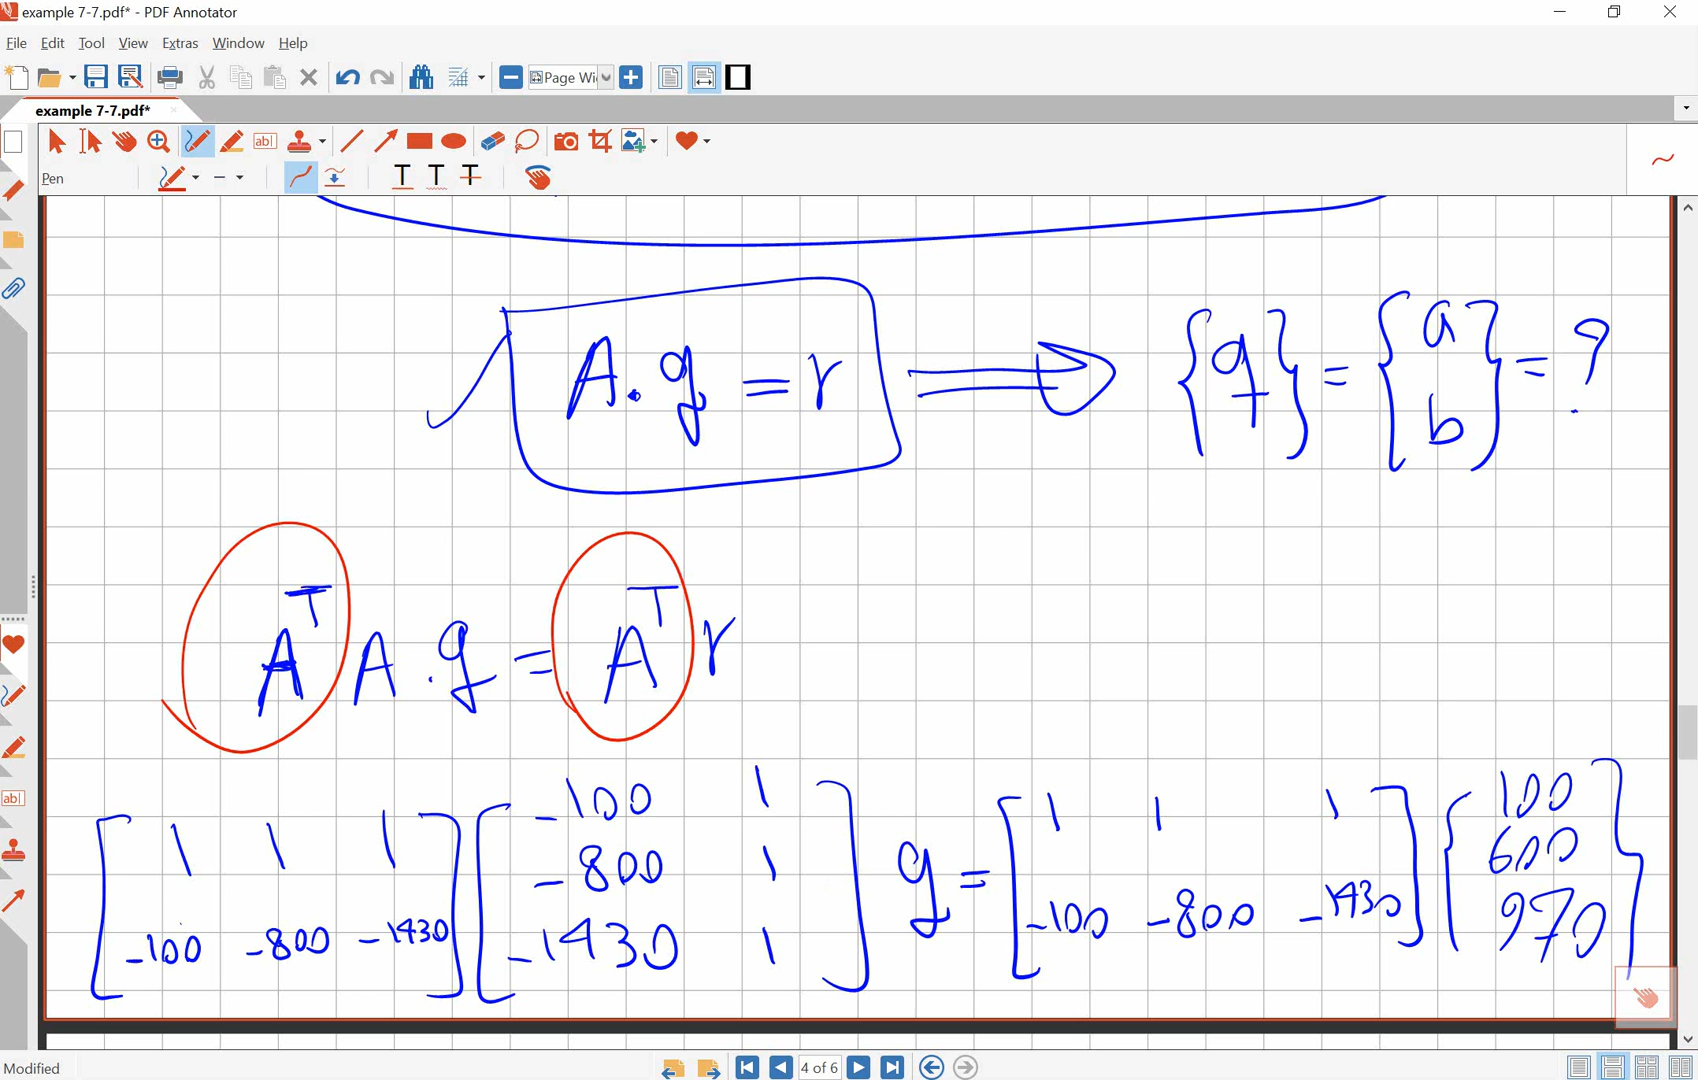 example 7-7.pdf* - PDF Annotator
File Edit Tool View Extras Window Help
Page Wi
example 7-7.pdf*
ab|
Pen
T T T
A . g = r ⟹ {q} = {a b} = ?
Aᵀ A . g = Aᵀ r
[1 1 1 [-100 1 g = [1 1 1 {100
-800 1 600
-100 -800 -1430] -1430 1] -100 -800 -1430] 970}
ab|
Modified 4 of 6